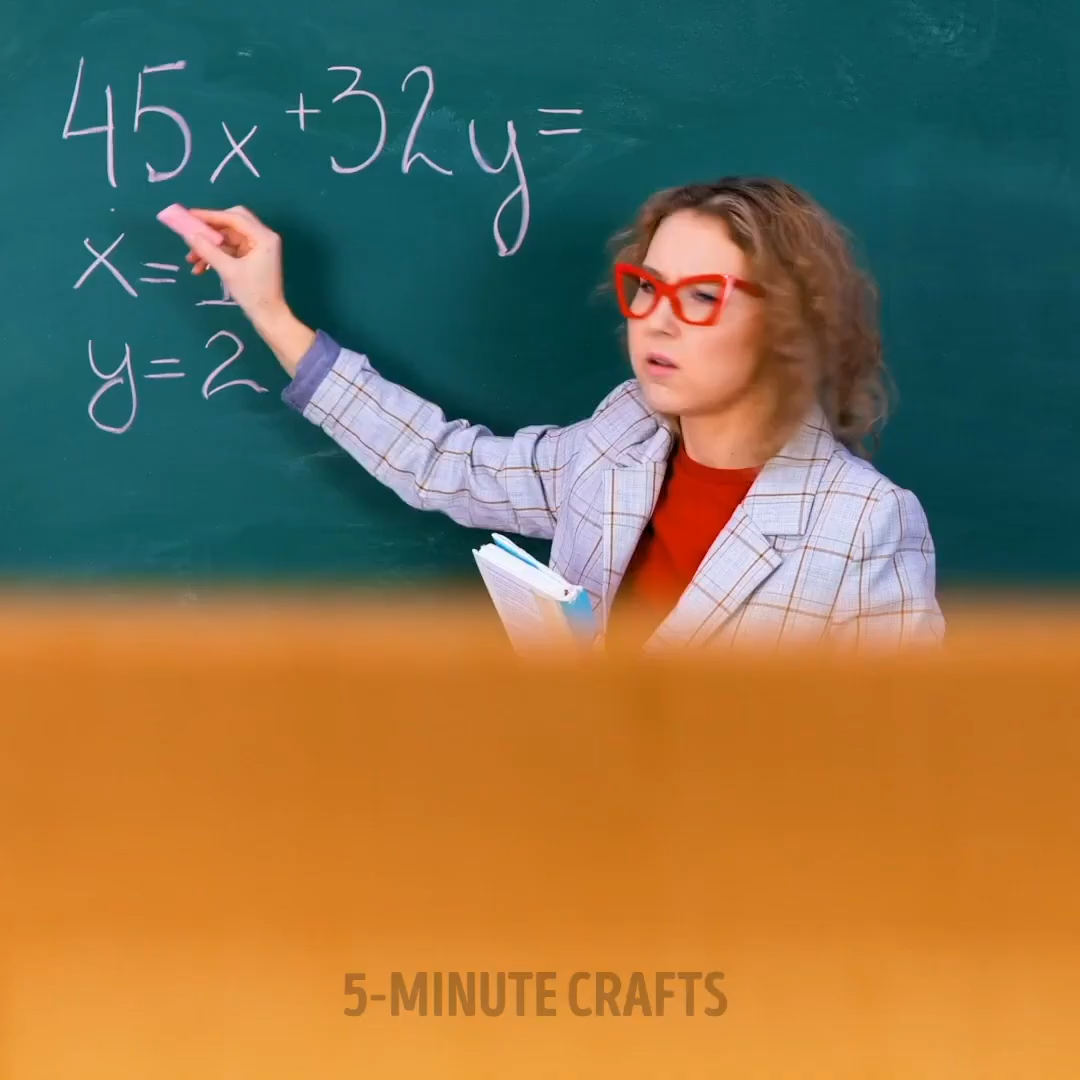 45x+32y=
x=
y=2
5-MINUTE CRAFTS